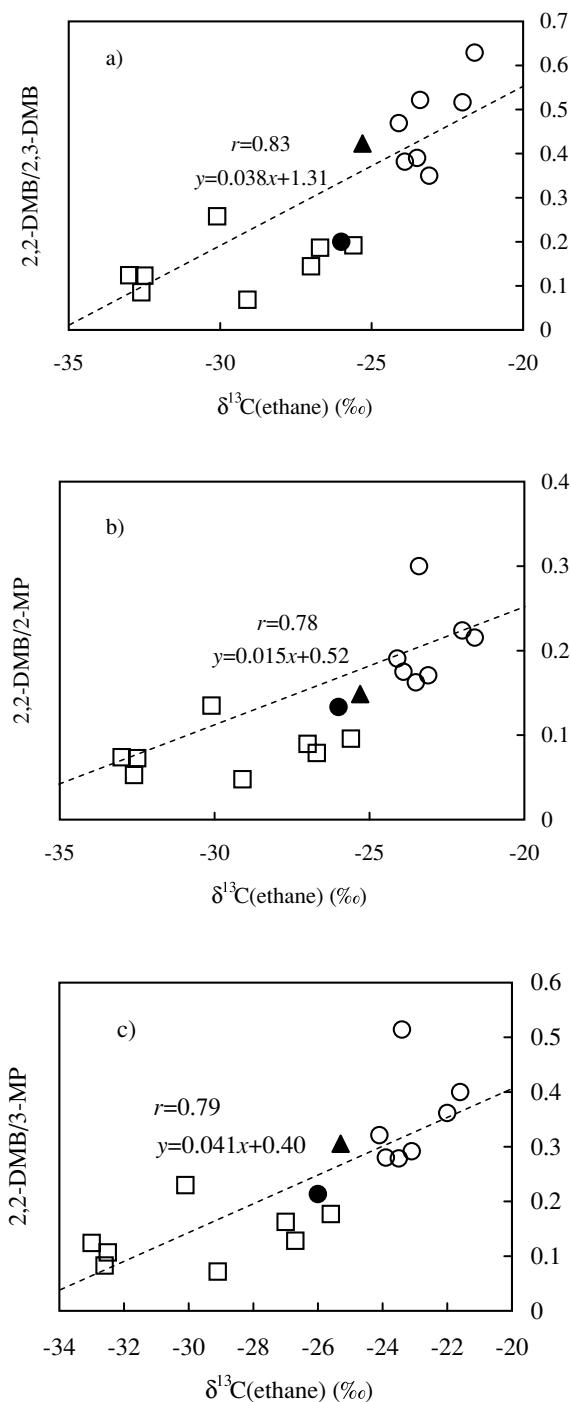 a)
0.7
0.6
0.5
0.4
0.3
0.2
0.1
0
r=0.83
y=0.038x+1.31
2,2-DMB/2,3-DMB
-35 -30 -25 -20
δ¹³C(ethane) (‰)
b)
0.4
0.3
0.2
0.1
0
r=0.78
y=0.015x+0.52
2,2-DMB/2-MP
-35 -30 -25 -20
δ¹³C(ethane) (‰)
c)
0.6
0.5
0.4
0.3
0.2
0.1
0
r=0.79
y=0.041x+0.40
2,2-DMB/3-MP
-34 -32 -30 -28 -26 -24 -22 -20
δ¹³C(ethane) (‰)